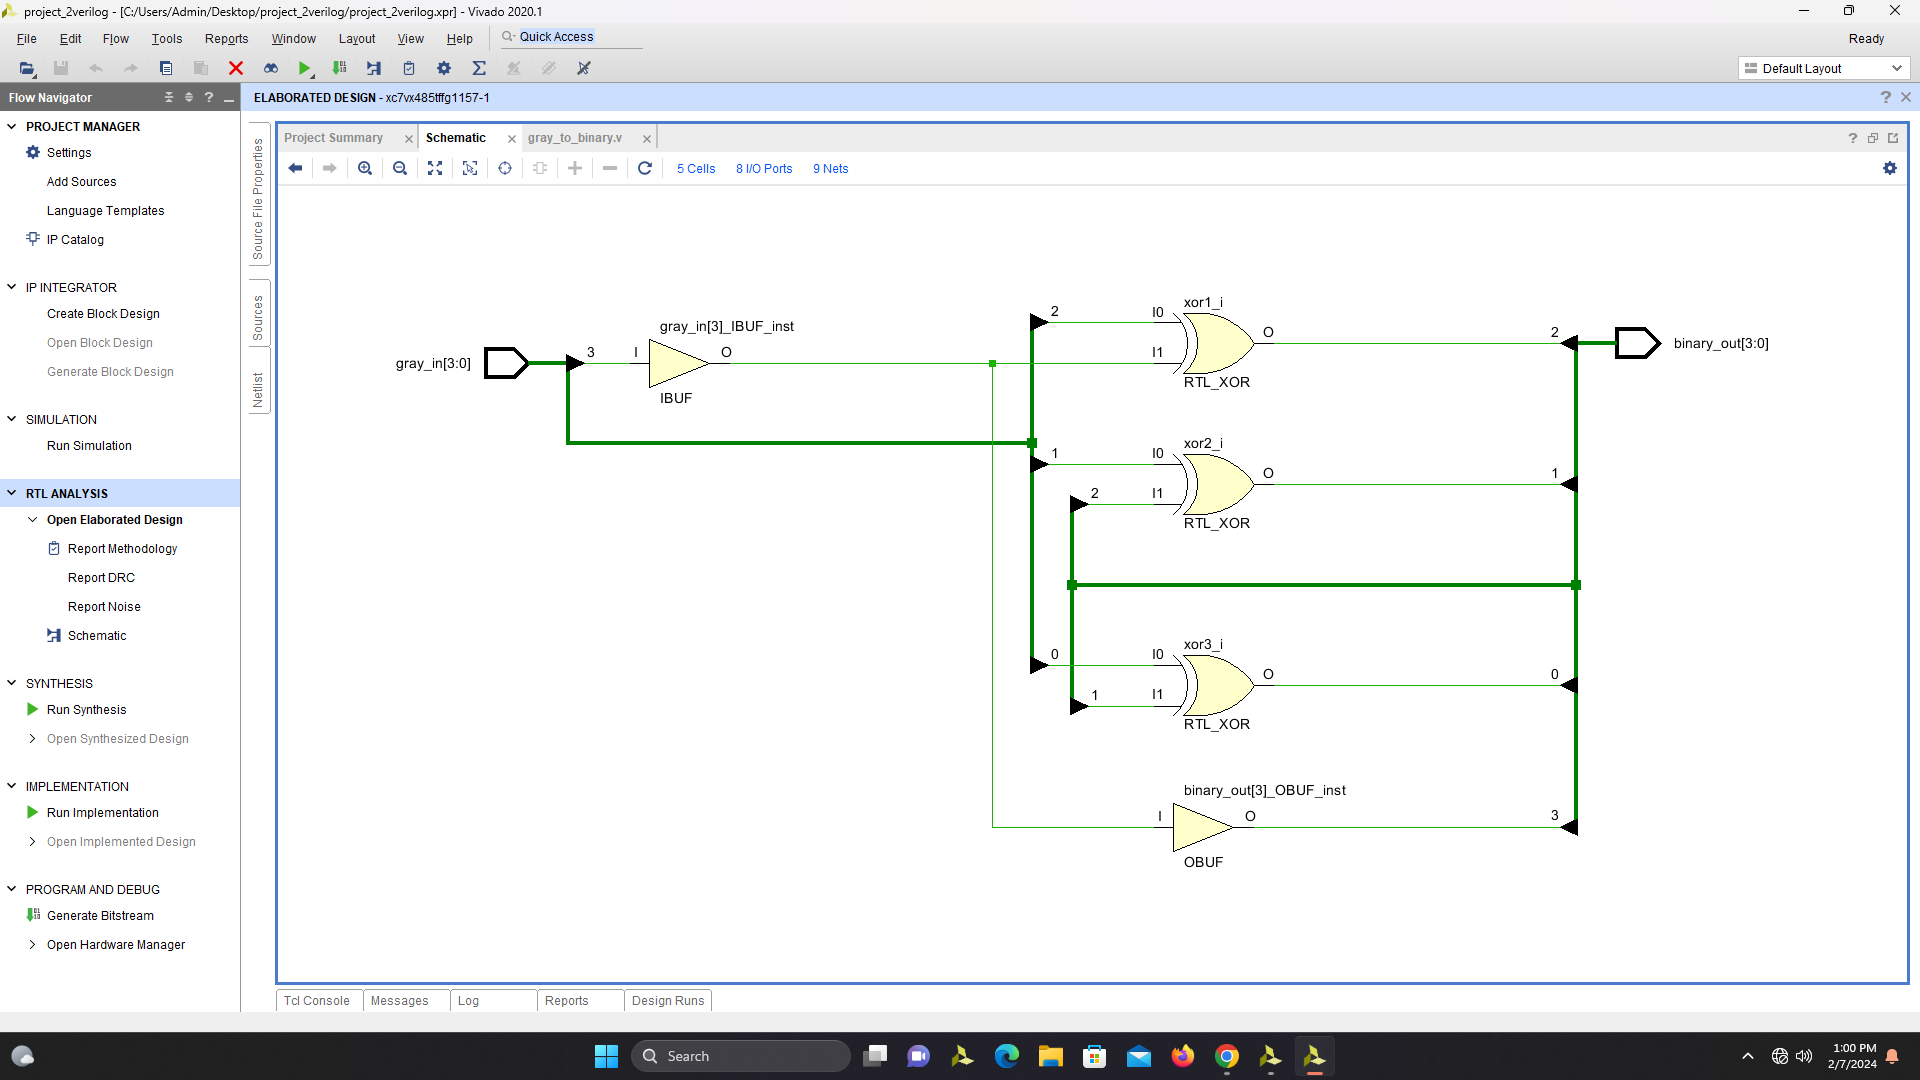 project_2verilog - [C:/Users/Admin/Desktop/project_2verilog/project_2verilog.xpr] - Vivado 2020.1
File Edit Flow Tools Reports Window Layout View Help Quick Access Ready
Default Layout
Flow Navigator
ELABORATED DESIGN - xc7vx485tffg1157-1
PROJECT MANAGER
Settings
Add Sources
Language Templates
IP Catalog
IP INTEGRATOR
Create Block Design
Open Block Design
Generate Block Design
SIMULATION
Run Simulation
RTL ANALYSIS
Open Elaborated Design
Report Methodology
Report DRC
Report Noise
Schematic
SYNTHESIS
Run Synthesis
Open Synthesized Design
IMPLEMENTATION
Run Implementation
Open Implemented Design
PROGRAM AND DEBUG
Generate Bitstream
Open Hardware Manager
Source File Properties
Sources
Netlist
Project Summary Schematic gray_to_binary.v
5 Cells 8 I/O Ports 9 Nets
gray_in[3:0]
3
gray_in[3]_IBUF_inst
I O
IBUF
xor1_i
2 I0
I1
O
RTL_XOR
2
binary_out[3:0]
xor2_i
1 I0
2 I1
O
RTL_XOR
1
xor3_i
0 I0
1 I1
O
RTL_XOR
0
binary_out[3]_OBUF_inst
I O
OBUF
3
Tcl Console Messages Log Reports Design Runs
Search
1:00 PM
2/7/2024